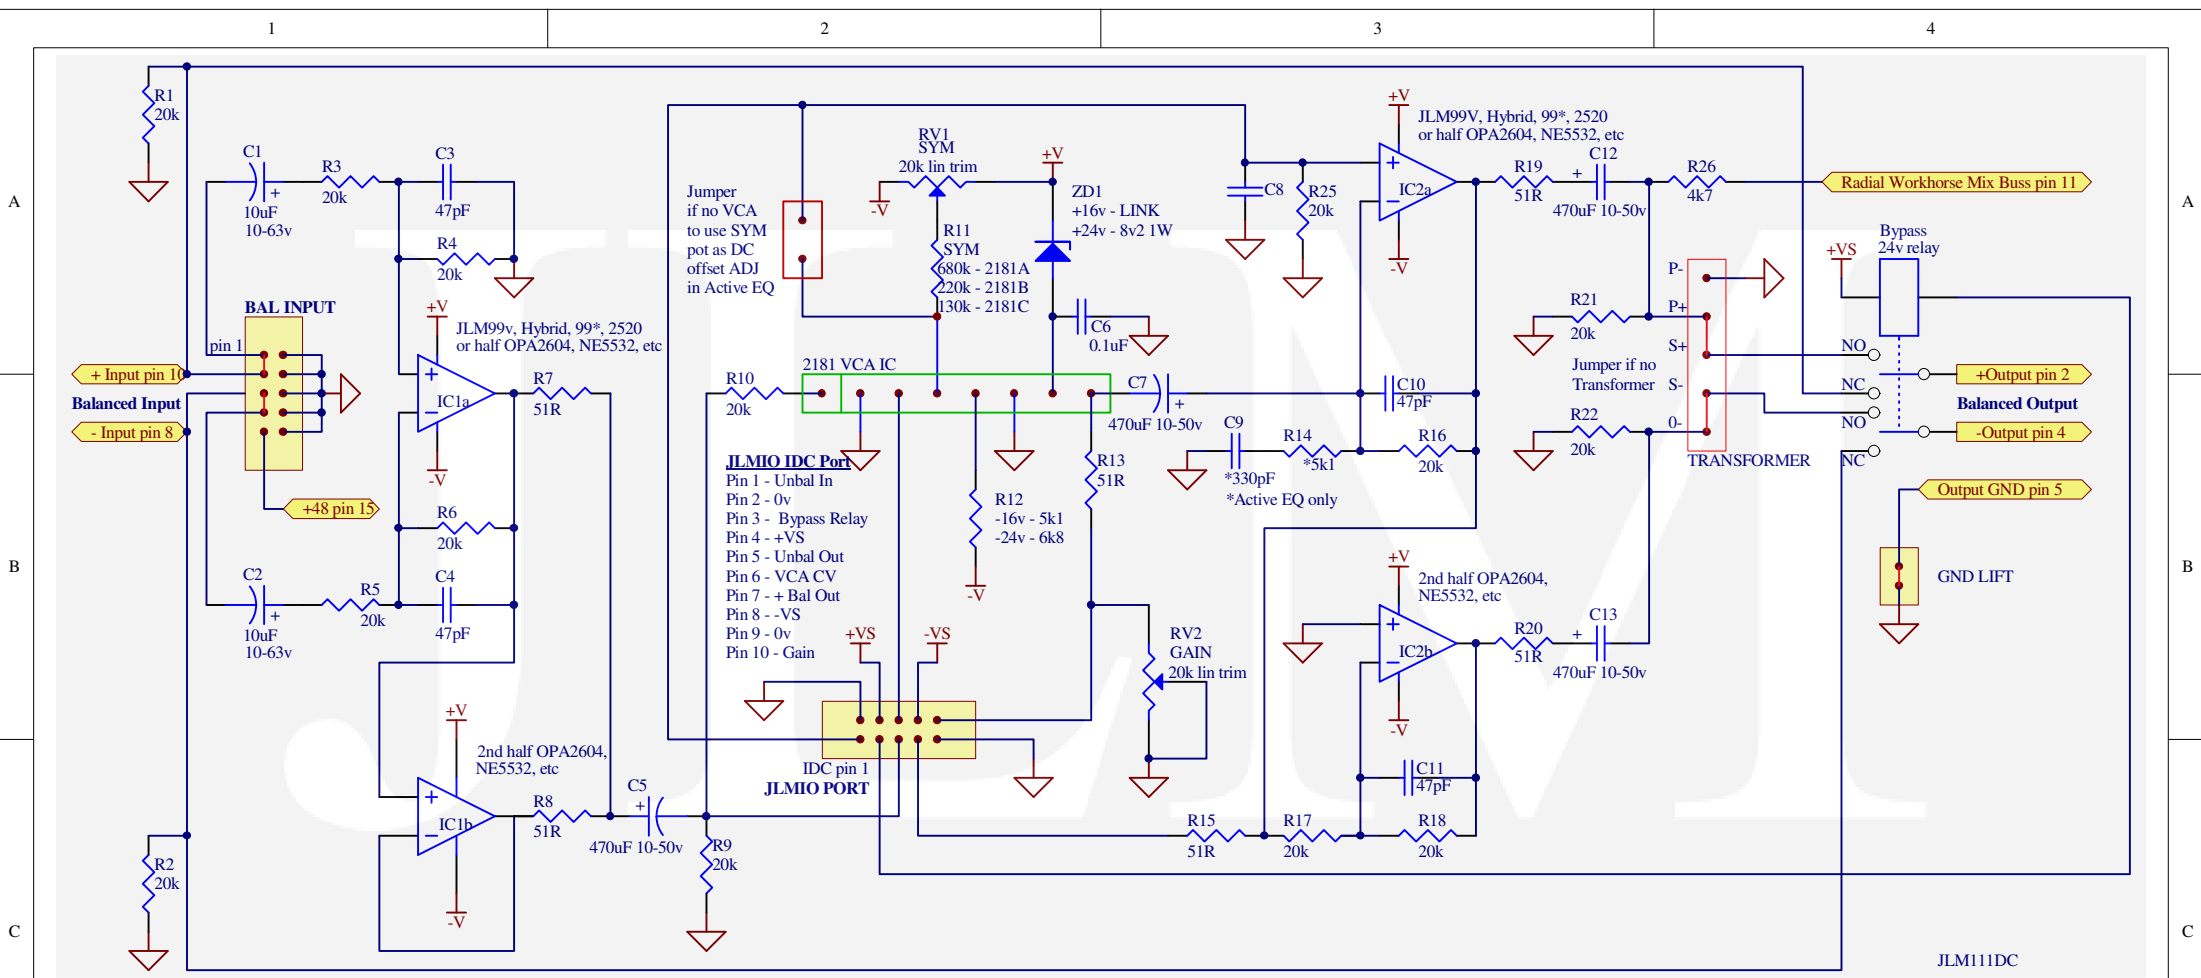 1
2
3
4
A
A
B
B
C
C
R1
20k
C1
10uF
10-63v
R3
20k
C3
47pF
R4
20k
BAL INPUT
pin 1
+V
JLM99v, Hybrid, 99*, 2520
or half OPA2604, NE5532, etc
+ Input pin 10
Balanced Input
- Input pin 8
IC1a
-V
+48 pin 15
R7
51R
R6
20k
C2
10uF
10-63v
R5
20k
C4
47pF
+V
2nd half OPA2604,
NE5532, etc
IC1b
-V
R8
51R
C5
+
470uF 10-50v
R9
20k
R2
20k
Jumper
if no VCA
to use SYM
pot as DC
offset ADJ
in Active EQ
RV1
SYM
20k lin trim
-V
+V
R11
SYM
680k - 2181A
220k - 2181B
130k - 2181C
ZD1
+16v - LINK
+24v - 8v2 1W
C6
0.1uF
2181 VCA IC
R10
20k
C7
+
470uF 10-50v
JLMIO IDC Port
Pin 1 - Unbal In
Pin 2 - 0v
Pin 3 - Bypass Relay
Pin 4 - +VS
Pin 5 - Unbal Out
Pin 6 - VCA CV
Pin 7 - + Bal Out
Pin 8 - -VS
Pin 9 - 0v
Pin 10 - Gain
R12
-16v - 5k1
-24v - 6k8
-V
R13
51R
+VS
-VS
IDC pin 1
JLMIO PORT
RV2
GAIN
20k lin trim
C8
R25
20k
+V
JLM99V, Hybrid, 99*, 2520
or half OPA2604, NE5532, etc
IC2a
-V
R19
51R
C12
+
470uF 10-50v
R26
4k7
Radial Workhorse Mix Buss pin 11
C10
47pF
C9
*330pF
R14
*5k1
*Active EQ only
R16
20k
+V
2nd half OPA2604,
NE5532, etc
IC2b
-V
R20
51R
C13
+
470uF 10-50v
C11
47pF
R15
51R
R17
20k
R18
20k
R21
20k
Jumper if no
Transformer
R22
20k
P-
P+
S+
S-
0-
TRANSFORMER
Bypass
24v relay
+VS
NO
NC
NO
NC
+Output pin 2
Balanced Output
-Output pin 4
Output GND pin 5
GND LIFT
JLM
JLM111DC